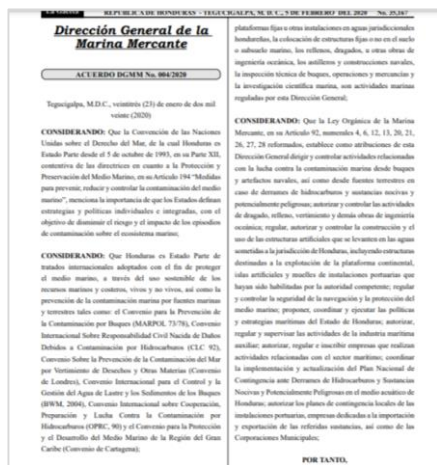 REPÚBLICA DE HONDURAS - TEGUCIGALPA, M. D. C., 5 DE FEBRERO DEL 2020 No. 35,167
Dirección General de la
Marina Mercante
ACUERDO DGMM No. 004/2020
Tegucigalpa, M.D.C., veintitrés (23) de enero de dos mil
veinte (2020)
CONSIDERANDO: Que la Convención de las Naciones
Unidas sobre el Derecho del Mar, de la cual Honduras es
Estado Parte desde el 5 de octubre de 1993, en su Parte XII,
contentiva de las directrices en cuanto a la Protección y
Preservación del Medio Marino, en su Artículo 194 “Medidas
para prevenir, reducir y controlar la contaminación del medio
marino”, menciona la importancia de que los Estados definan
estrategias y políticas individuales e integradas, con el
objetivo de disminuir el riesgo y el impacto de los episodios
de contaminación sobre el ecosistema marino;
CONSIDERANDO: Que Honduras es Estado Parte de
tratados internacionales adoptados con el fin de proteger
el medio marino, a través del uso sostenible de los
recursos marinos y costeros, vivos y no vivos, así como la
prevención de la contaminación marina por fuentes marinas
y terrestres tales como: el Convenio para la Prevención de
la Contaminación por Buques (MARPOL 73/78), Convenio
Internacional Sobre Responsabilidad Civil Nacida de Daños
Debidos a Contaminación por Hidrocarburos (CLC 92),
Convenio Sobre la Prevención de la Contaminación del Mar
por Vertimiento de Desechos y Otras Materias (Convenio
de Londres), Convenio Internacional para el Control y la
Gestión del Agua de Lastre y los Sedimentos de los Buques
(BWM, 2004), Convenio Internacional sobre Cooperación,
Preparación y Lucha Contra la Contaminación por
Hidrocarburos (OPRC, 90) y el Convenio para la Protección
y el Desarrollo del Medio Marino de la Región del Gran
Caribe (Convenio de Cartagena);
plataformas fijas u otras instalaciones en aguas jurisdiccionales
hondureñas, la colocación de estructuras fijas o no en el suelo
o subsuelo marino, los rellenos, dragados, u otras obras de
ingeniería oceánica, los astilleros y construcciones navales,
la inspección técnica de buques, operaciones y mercancías y
la investigación científica marina, son actividades marinas
reguladas por esta Dirección General;
CONSIDERANDO: Que la Ley Orgánica de la Marina
Mercante, en su Artículo 92, numerales 4, 6, 12, 13, 20, 21,
26, 27, 28 reformados, establece como atribuciones de esta
Dirección General dirigir y controlar actividades relacionadas
con la lucha contra la contaminación marina desde buques
y artefactos navales, así como desde fuentes terrestres en
caso de derrames de hidrocarburos y sustancias nocivas y
potencialmente peligrosas; autorizar y controlar las actividades
de dragado, relleno, vertimiento y demás obras de ingeniería
oceánica; regular, autorizar y controlar la construcción y el
uso de las estructuras artificiales que se levanten en las aguas
sometidas a la jurisdicción de Honduras, incluyendo estructuras
destinadas a la explotación de la plataforma continental,
islas artificiales y muelles de instalaciones portuarias que
hayan sido habilitadas por la autoridad competente; regular
y controlar la seguridad de la navegación y la protección del
medio marino; proponer, coordinar y ejecutar las políticas
y estrategias marítimas del Estado de Honduras; autorizar,
regular y supervisar las actividades de la industria marítima
auxiliar; autorizar, regular e inscribir empresas que realizan
actividades relacionadas con el sector marítimo; coordinar
la implementación y actualización del Plan Nacional de
Contingencia ante Derrames de Hidrocarburos y Sustancias
Nocivas y Potencialmente Peligrosas en el medio acuático de
Honduras; autorizar los planes de contingencia locales de las
instalaciones portuarias, empresas dedicadas a la importación
y exportación de las referidas sustancias, así como de las
Corporaciones Municipales;
POR TANTO,